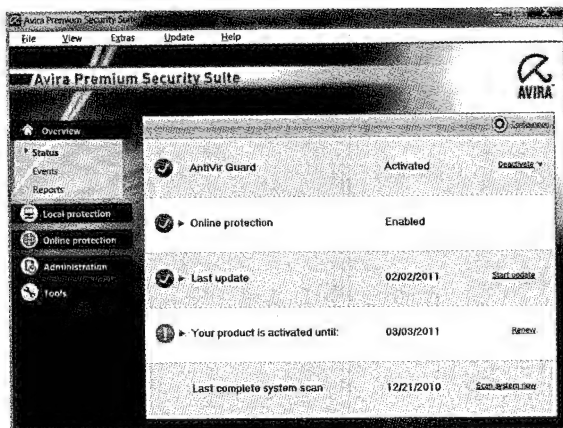 Avira Premium Security Suite
File View Extras Update Help
Avira Premium Security Suite
AVIRA
Overview
Configuration
Status
AntiVir Guard Activated Deactivate
Events
Reports
Local protection
Online protection Enabled
Online protection
Administration
Last update 02/02/2011 Start update
Tools
Your product is activated until: 03/03/2011 Renew
Last complete system scan 12/21/2010 Scan system now